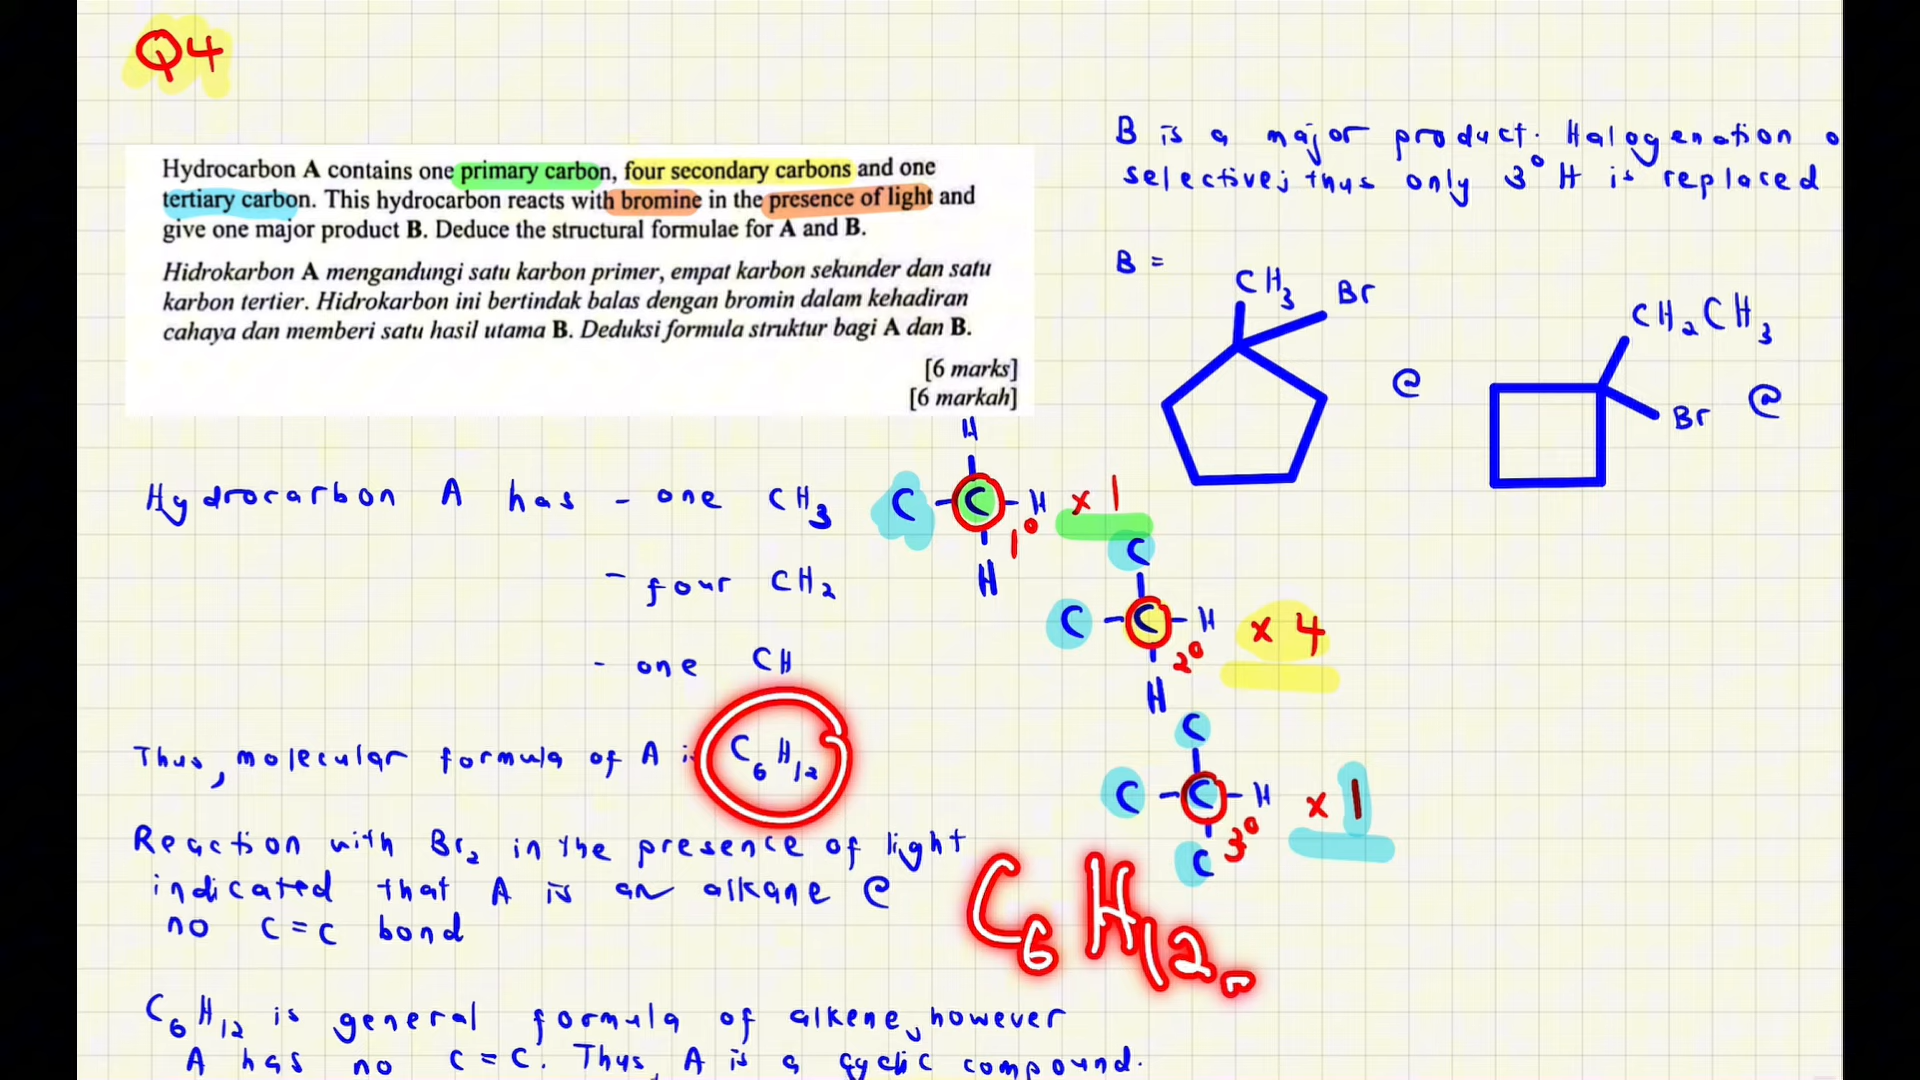 Q4
Hydrocarbon A contains one primary carbon, four secondary carbons and one
tertiary carbon. This hydrocarbon reacts with bromine in the presence of light and
give one major product B. Deduce the structural formulae for A and B.
Hidrokarbon A mengandungi satu karbon primer, empat karbon sekunder dan satu
karbon tertier. Hidrokarbon ini bertindak balas dengan bromin dalam kehadiran
cahaya dan memberi satu hasil utama B. Deduksi formula struktur bagi A dan B.
[6 marks]
[6 markah]
Hydrocarbon A has - one CH3
- four CH2
- one CH
Thus, molecular formula of A is C6H12
Reaction with Br2 in the presence of light
indicated that A is an alkane @
no C=C bond
C6H12 is general formula of alkene, however
A has no C=C. Thus, A is a cyclic compound.
H
C - C - H x 1
1°
H
C
C - C - H x 4
2°
H
C
C - C - H x 1
3°
C
C6H12
B is a major product. Halogenation o
selective; thus only 3° H is replaced
B =
CH3 Br
@
CH2CH3
Br @